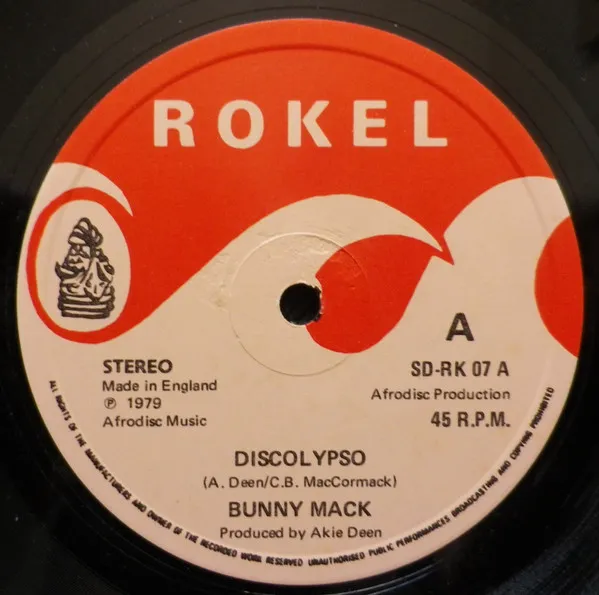 ROKEL
A
STEREO
Made in England
℗ 1979
Afrodisc Music
SD-RK 07 A
Afrodisc Production
45 R.P.M.
DISCOLYPSO
(A. Deen/C.B. MacCormack)
BUNNY MACK
Produced by Akie Deen
ALL RIGHTS OF THE MANUFACTURERS AND OWNER OF THE RECORDED WORK RESERVED UNAUTHORISED PUBLIC PERFORMANCES BROADCASTING AND COPYING PROHIBITED